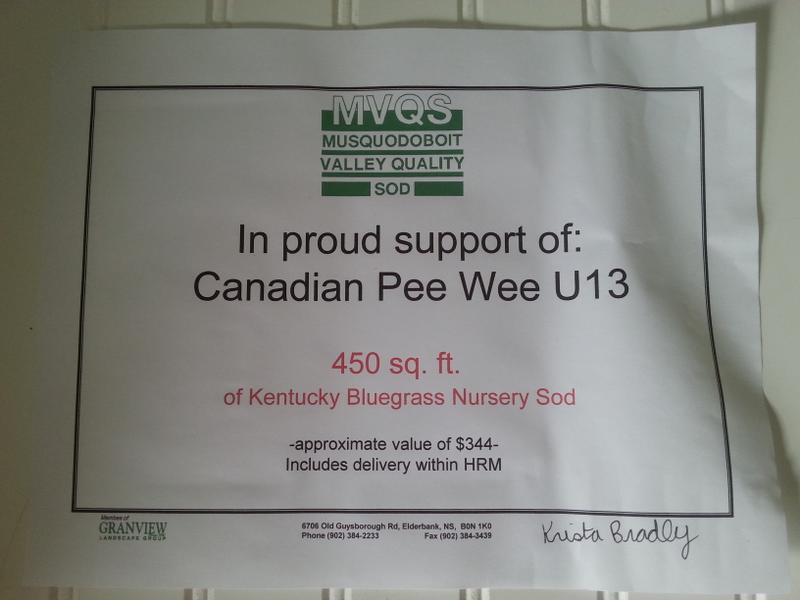 MVQS
MUSQUODOBOIT
VALLEY QUALITY
SOD
In proud support of:
Canadian Pee Wee U13
450 sq. ft.
of Kentucky Bluegrass Nursery Sod
-approximate value of $344-
Includes delivery within HRM
Member of
GRANVIEW
LANDSCAPE GROUP
6706 Old Guysborough Rd, Elderbank, NS, B0N 1K0
Phone (902) 384-2233 Fax (902) 384-3439
Krista Bradly